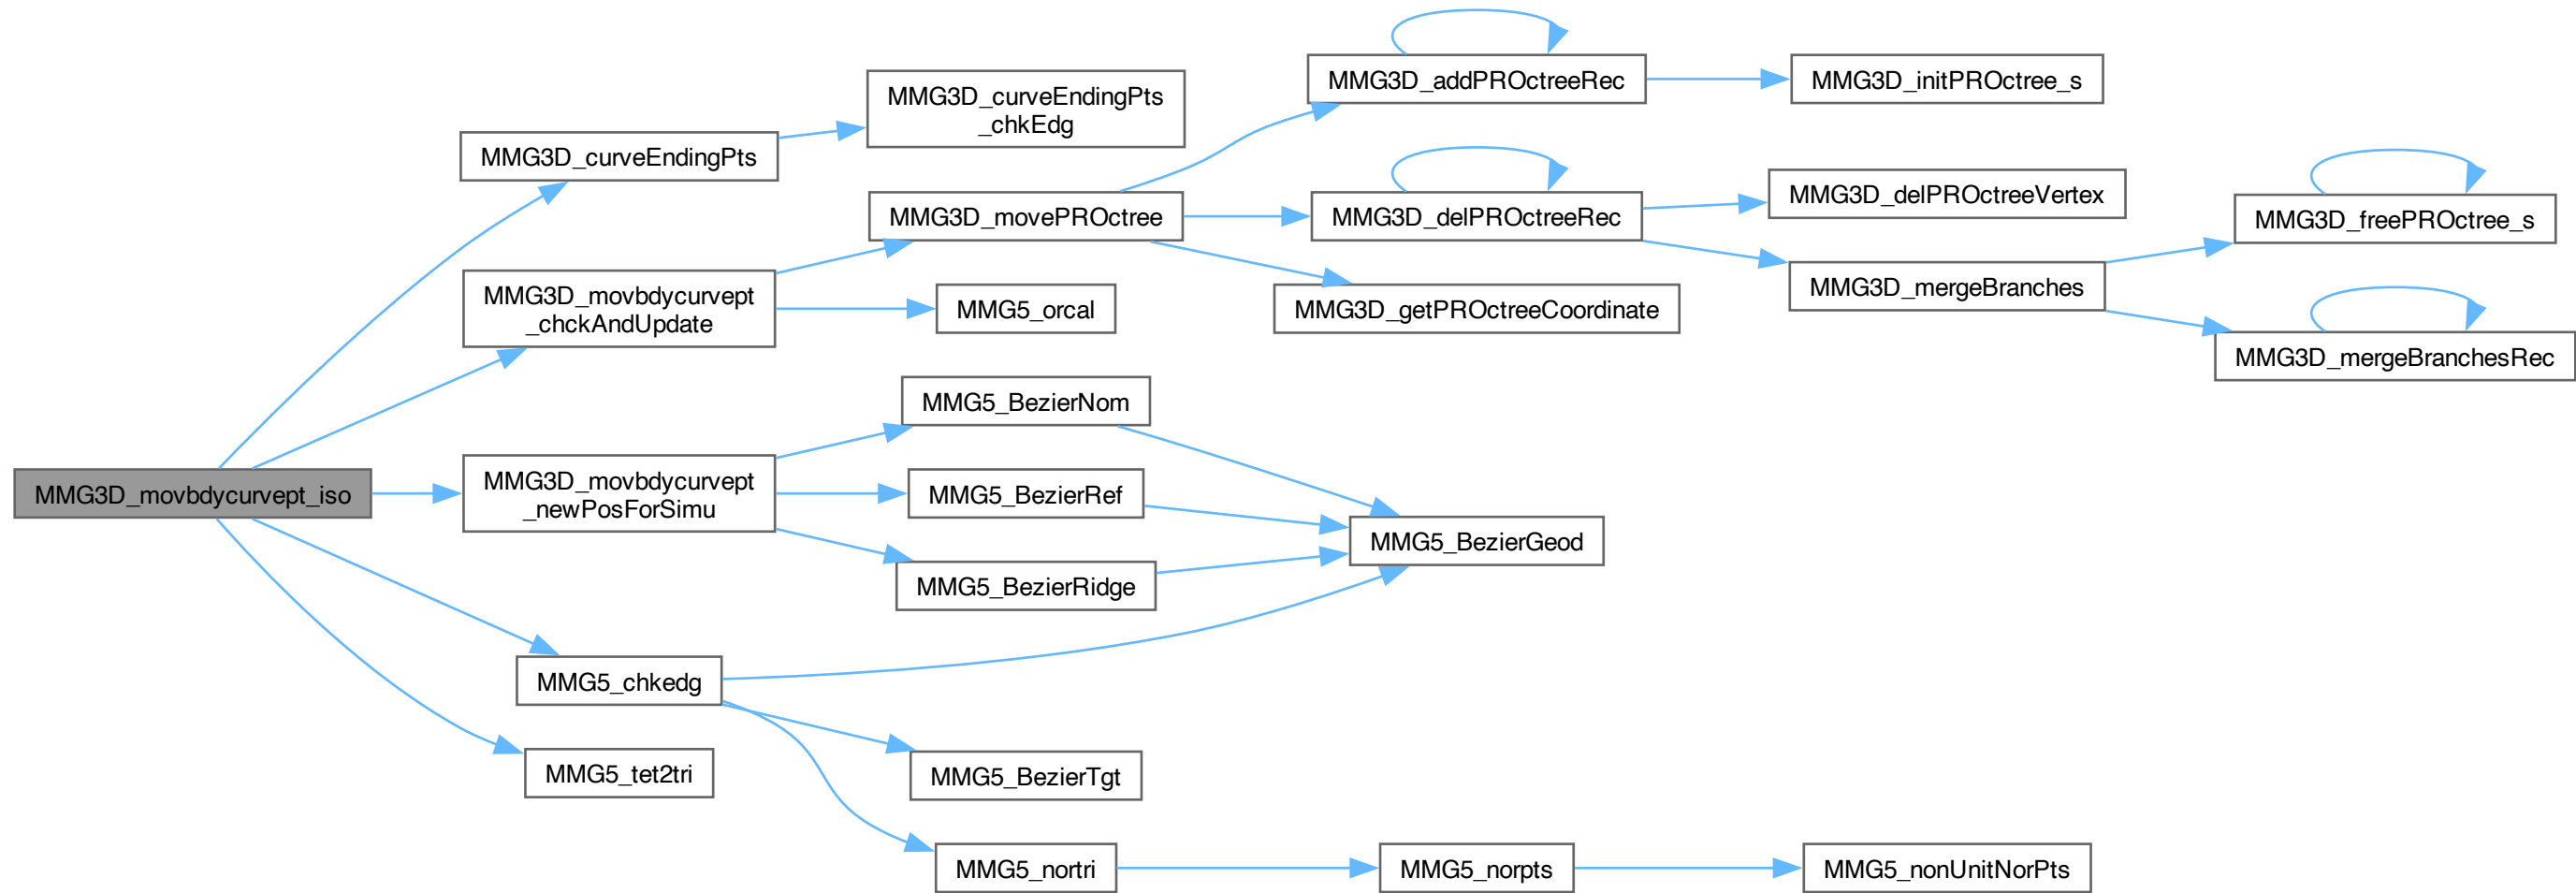 MMG3D_movbdycurvept_iso
MMG3D_curveEndingPts
MMG3D_curveEndingPts
_chkEdg
MMG3D_movbdycurvept
_chckAndUpdate
MMG3D_movePROctree
MMG3D_addPROctreeRec
MMG3D_initPROctree_s
MMG3D_delPROctreeRec
MMG3D_delPROctreeVertex
MMG3D_mergeBranches
MMG3D_freePROctree_s
MMG3D_mergeBranchesRec
MMG3D_getPROctreeCoordinate
MMG5_orcal
MMG3D_movbdycurvept
_newPosForSimu
MMG5_BezierNom
MMG5_BezierRef
MMG5_BezierRidge
MMG5_BezierGeod
MMG5_chkedg
MMG5_BezierTgt
MMG5_nortri
MMG5_norpts
MMG5_nonUnitNorPts
MMG5_tet2tri